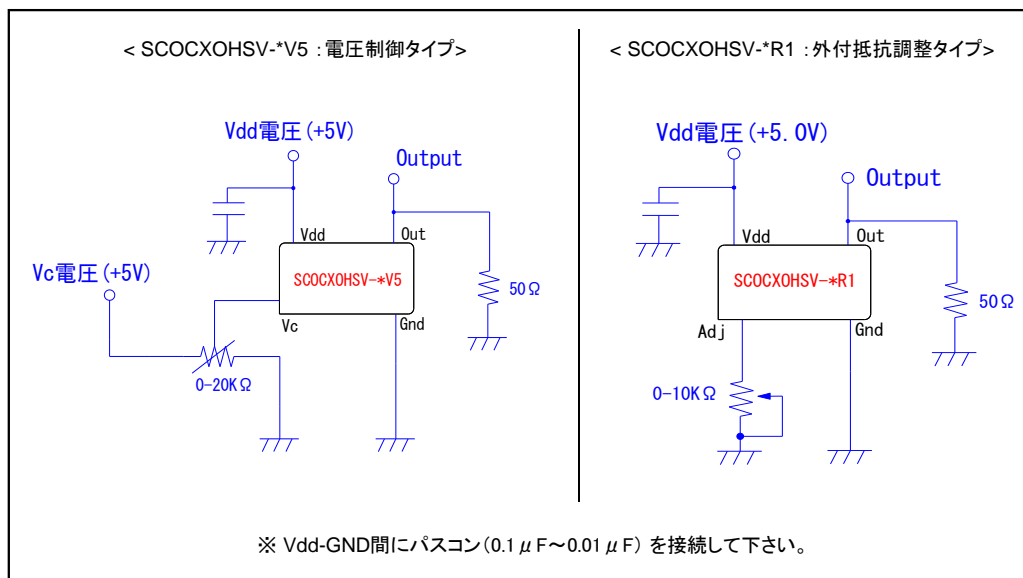 < SCOCXOHSV-*V5 : 電圧制御タイプ>
Vdd電圧(+5V)
Output
Vdd
Out
SCOCXOHSV-*V5
Vc電圧(+5V)
Vc
Gnd
50Ω
0-20KΩ
< SCOCXOHSV-*R1 : 外付抵抗調整タイプ>
Vdd電圧(+5.0V)
Output
Vdd
Out
SCOCXOHSV-*R1
Adj
Gnd
50Ω
0-10KΩ
※ Vdd-GND間にパスコン(0.1μF～0.01μF) を接続して下さい。